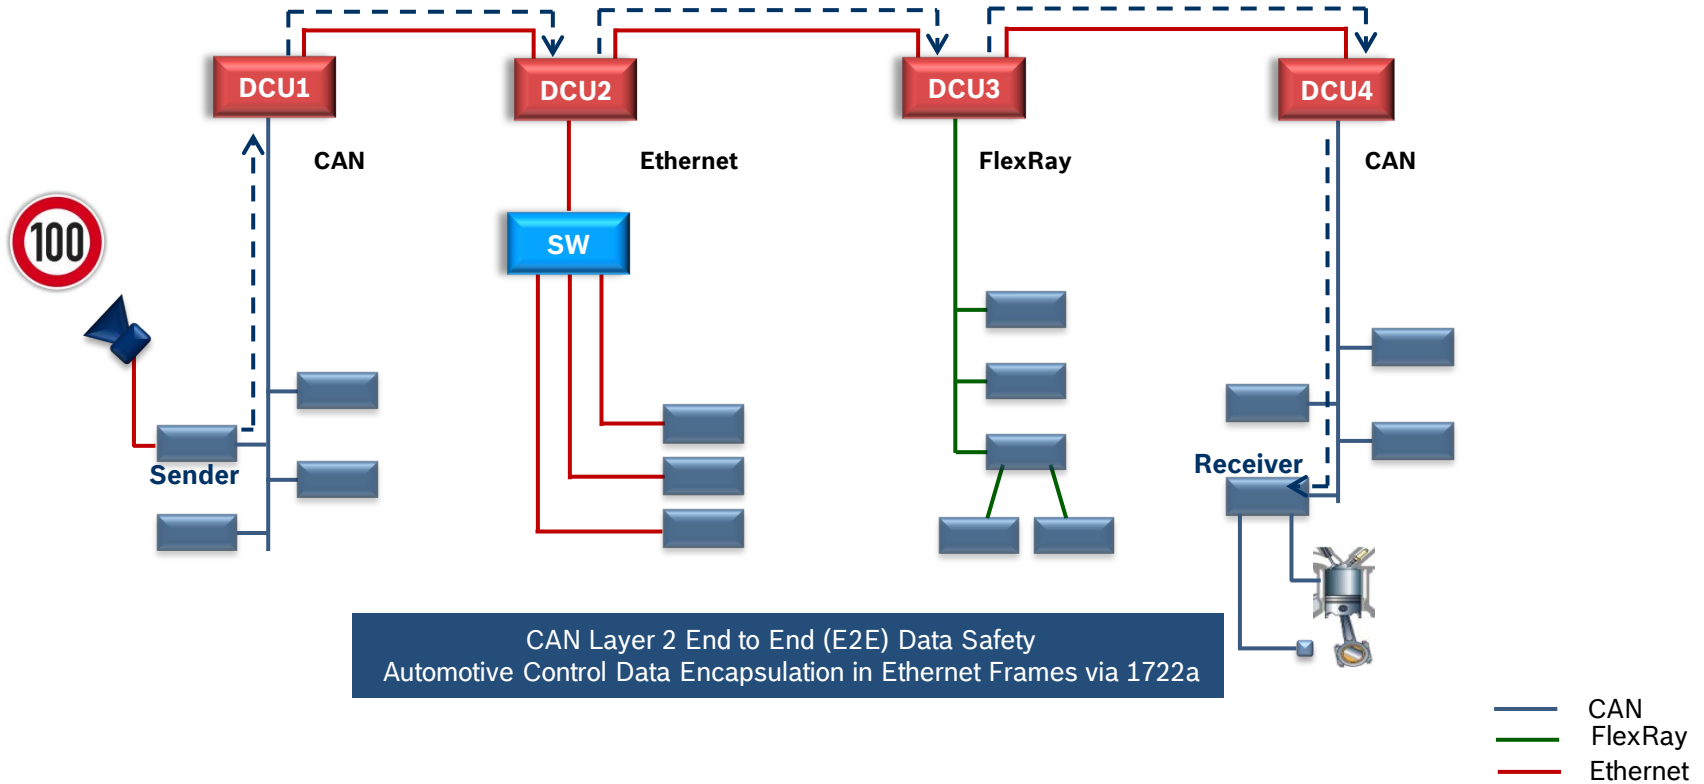 DCU1
DCU2
DCU3
DCU4
CAN
Ethernet
FlexRay
CAN
100
SW
Sender
Receiver
CAN Layer 2 End to End (E2E) Data Safety
Automotive Control Data Encapsulation in Ethernet Frames via 1722a
CAN
FlexRay
Ethernet